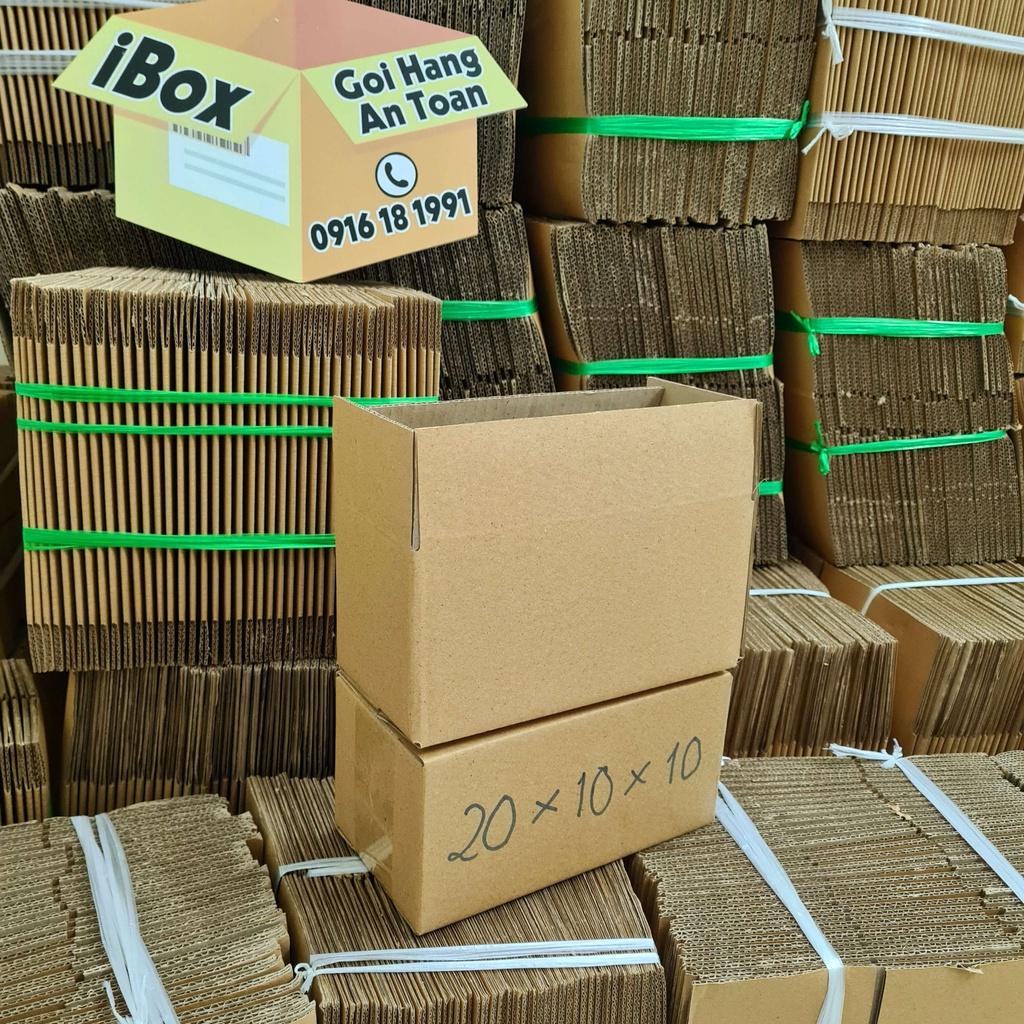 iBox
Goi Hang
An Toan
0916 18 1991
20 × 10 × 10